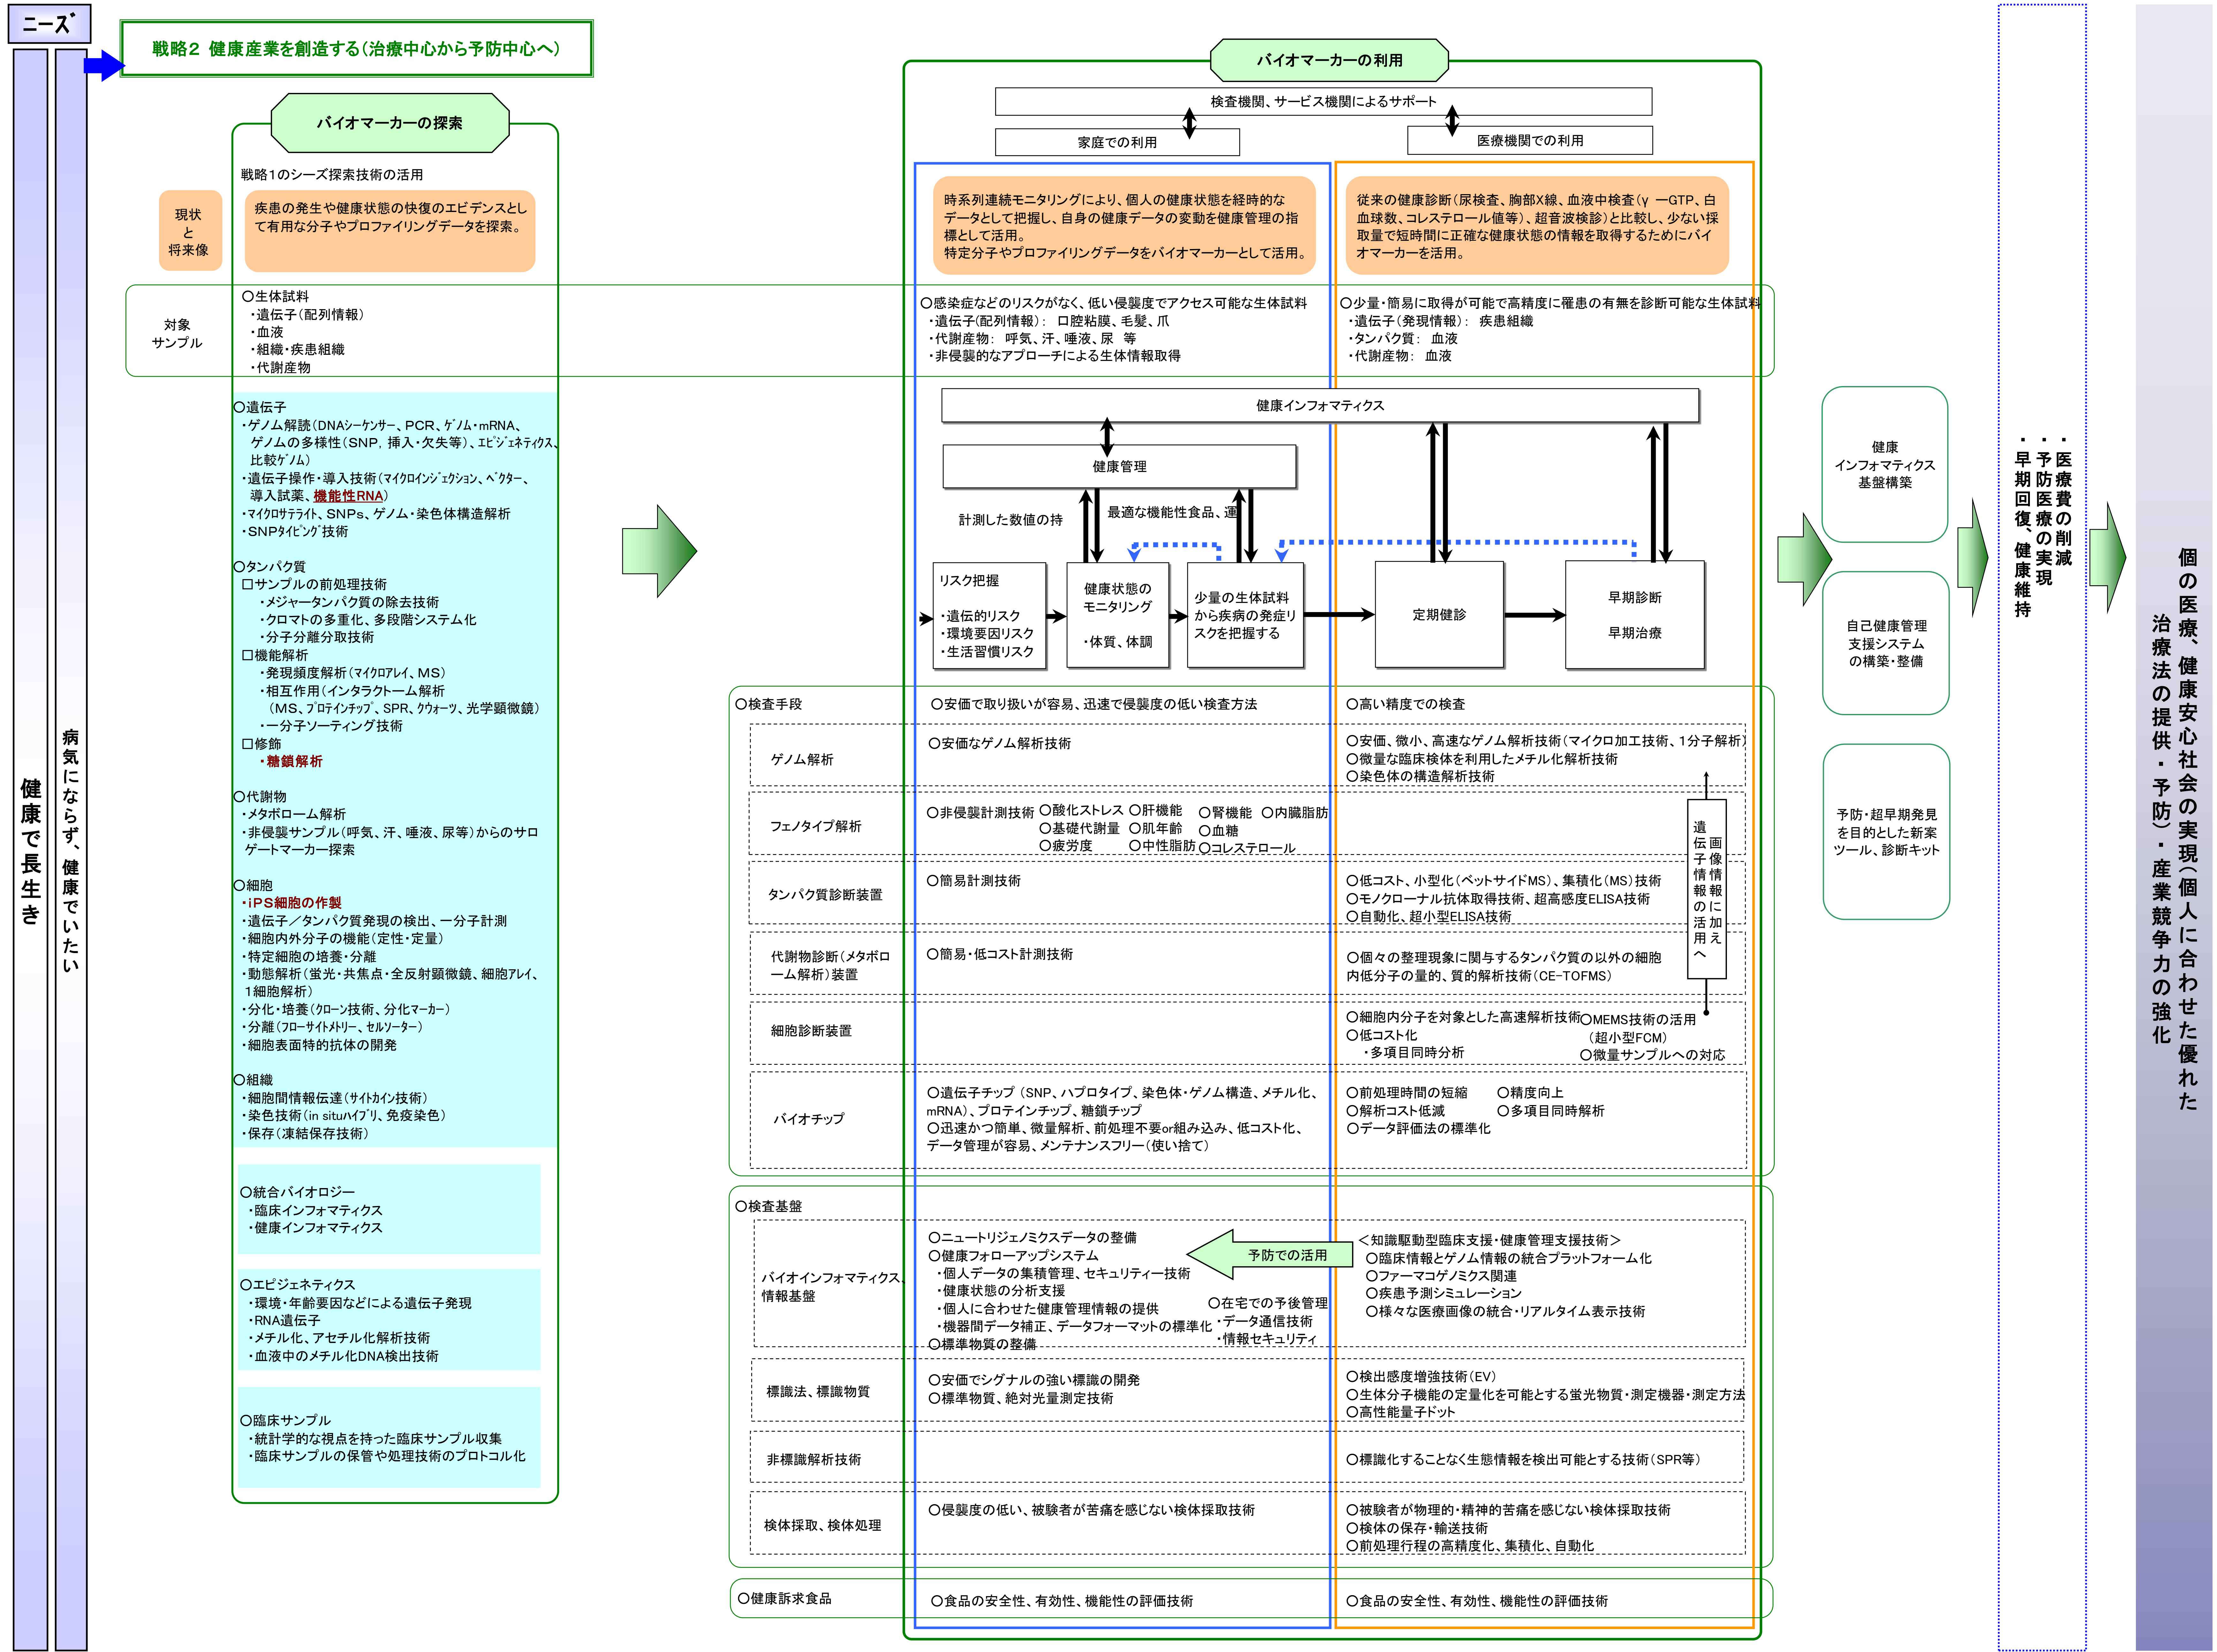 ニーズ
健康で長生き
病気にならず、健康でいたい
戦略２ 健康産業を創造する（治療中心から予防中心へ）
バイオマーカーの探索
戦略１のシーズ探索技術の活用
現状
と
将来像
疾患の発生や健康状態の快復のエビデンスとし
て有用な分子やプロファイリングデータを探索。
対象
サンプル
○生体試料
・遺伝子（配列情報）
・血液
・組織・疾患組織
・代謝産物
○遺伝子
・ゲノム解読（DNAシーケンサー、PCR、ゲノム・mRNA、
ゲノムの多様性（SNP, 挿入・欠失等）、エピジェネティクス、
比較ゲノム）
・遺伝子操作・導入技術（マイクロインジェクション、ベクター、
導入試薬、機能性RNA）
・マイクロサテライト、SNPs、ゲノム・染色体構造解析
・SNPタイピング技術
○タンパク質
□サンプルの前処理技術
・メジャータンパク質の除去技術
・クロマトの多重化、多段階システム化
・分子分離分取技術
□機能解析
・発現頻度解析（マイクロアレイ、MS）
・相互作用（インタラクトーム解析
（MS、プロテインチップ、SPR、クウォーツ、光学顕微鏡）
・一分子ソーティング技術
□修飾
・糖鎖解析
○代謝物
・メタボローム解析
・非侵襲サンプル（呼気、汗、唾液、尿等）からのサロ
ゲートマーカー探索
○細胞
・iPS細胞の作製
・遺伝子／タンパク質発現の検出、一分子計測
・細胞内外分子の機能（定性・定量）
・特定細胞の培養・分離
・動態解析（蛍光・共焦点・全反射顕微鏡、細胞アレイ、
１細胞解析）
・分化・培養（クローン技術、分化マーカー）
・分離（フローサイトメトリー、セルソーター）
・細胞表面特的抗体の開発
○組織
・細胞間情報伝達（サイトカイン技術）
・染色技術（in situハイブリ、免疫染色）
・保存（凍結保存技術）
○統合バイオロジー
・臨床インフォマティクス
・健康インフォマティクス
○エピジェネティクス
・環境・年齢要因などによる遺伝子発現
・RNA遺伝子
・メチル化、アセチル化解析技術
・血液中のメチル化DNA検出技術
○臨床サンプル
・統計学的な視点を持った臨床サンプル収集
・臨床サンプルの保管や処理技術のプロトコル化
バイオマーカーの利用
検査機関、サービス機関によるサポート
家庭での利用
医療機関での利用
時系列連続モニタリングにより、個人の健康状態を経時的な
データとして把握し、自身の健康データの変動を健康管理の指
標として活用。
特定分子やプロファイリングデータをバイオマーカーとして活用。
従来の健康診断（尿検査、胸部X線、血液中検査（γ ―GTP、白
血球数、コレステロール値等）、超音波検診）と比較し、少ない採
取量で短時間に正確な健康状態の情報を取得するためにバイ
オマーカーを活用。
○感染症などのリスクがなく、低い侵襲度でアクセス可能な生体試料
・遺伝子(配列情報)： 口腔粘膜、毛髪、爪
・代謝産物： 呼気、汗、唾液、尿 等
・非侵襲的なアプローチによる生体情報取得
○少量・簡易に取得が可能で高精度に罹患の有無を診断可能な生体試料
・遺伝子（発現情報）： 疾患組織
・タンパク質： 血液
・代謝産物： 血液
健康インフォマティクス
健康管理
計測した数値の持
最適な機能性食品、運
リスク把握
・遺伝的リスク
・環境要因リスク
・生活習慣リスク
健康状態の
モニタリング
・体質、体調
少量の生体試料
から疾病の発症リ
スクを把握する
定期健診
早期診断
早期治療
○検査手段
○安価で取り扱いが容易、迅速で侵襲度の低い検査方法
○高い精度での検査
ゲノム解析
○安価なゲノム解析技術
○安価、微小、高速なゲノム解析技術（マイクロ加工技術、１分子解析）
○微量な臨床検体を利用したメチル化解析技術
○染色体の構造解析技術
フェノタイプ解析
○非侵襲計測技術
○酸化ストレス
○基礎代謝量
○疲労度
○肝機能
○肌年齢
○中性脂肪
○腎機能
○血糖
○コレステロール
○内臓脂肪
タンパク質診断装置
○簡易計測技術
○低コスト、小型化（ベットサイドMS）、集積化（MS）技術
○モノクローナル抗体取得技術、超高感度ELISA技術
○自動化、超小型ELISA技術
画像情報に加え
遺伝子情報の活用へ
代謝物診断（メタボロ
ーム解析）装置
○簡易・低コスト計測技術
○個々の整理現象に関与するタンパク質の以外の細胞
内低分子の量的、質的解析技術（CE-TOFMS）
細胞診断装置
○細胞内分子を対象とした高速解析技術
○低コスト化
・多項目同時分析
○MEMS技術の活用
（超小型FCM）
○微量サンプルへの対応
バイオチップ
○遺伝子チップ （SNP、ハプロタイプ、染色体・ゲノム構造、メチル化、
mRNA）、プロテインチップ、糖鎖チップ
○迅速かつ簡単、微量解析、前処理不要or組み込み、低コスト化、
データ管理が容易、メンテナンスフリー（使い捨て）
○前処理時間の短縮
○解析コスト低減
○データ評価法の標準化
○精度向上
○多項目同時解析
○検査基盤
バイオインフォマティクス、
情報基盤
○ニュートリジェノミクスデータの整備
○健康フォローアップシステム
・個人データの集積管理、セキュリティー技術
・健康状態の分析支援
・個人に合わせた健康管理情報の提供
・機器間データ補正、データフォーマットの標準化
○標準物質の整備
予防での活用
○在宅での予後管理
・データ通信技術
・情報セキュリティ
＜知識駆動型臨床支援・健康管理支援技術＞
○臨床情報とゲノム情報の統合プラットフォーム化
○ファーマコゲノミクス関連
○疾患予測シミュレーション
○様々な医療画像の統合・リアルタイム表示技術
標識法、標識物質
○安価でシグナルの強い標識の開発
○標準物質、絶対光量測定技術
○検出感度増強技術（EV）
○生体分子機能の定量化を可能とする蛍光物質・測定機器・測定方法
○高性能量子ドット
非標識解析技術
○標識化することなく生態情報を検出可能とする技術（SPR等）
検体採取、検体処理
○侵襲度の低い、被験者が苦痛を感じない検体採取技術
○被験者が物理的・精神的苦痛を感じない検体採取技術
○検体の保存・輸送技術
○前処理行程の高精度化、集積化、自動化
○健康訴求食品
○食品の安全性、有効性、機能性の評価技術
○食品の安全性、有効性、機能性の評価技術
健康
インフォマティクス
基盤構築
自己健康管理
支援システム
の構築・整備
予防・超早期発見
を目的とした新案
ツール、診断キット
・医療費の削減
・予防医療の実現
・早期回復、健康維持
個の医療、健康安心社会の実現（個人に合わせた優れた
治療法の提供・予防）・産業競争力の強化